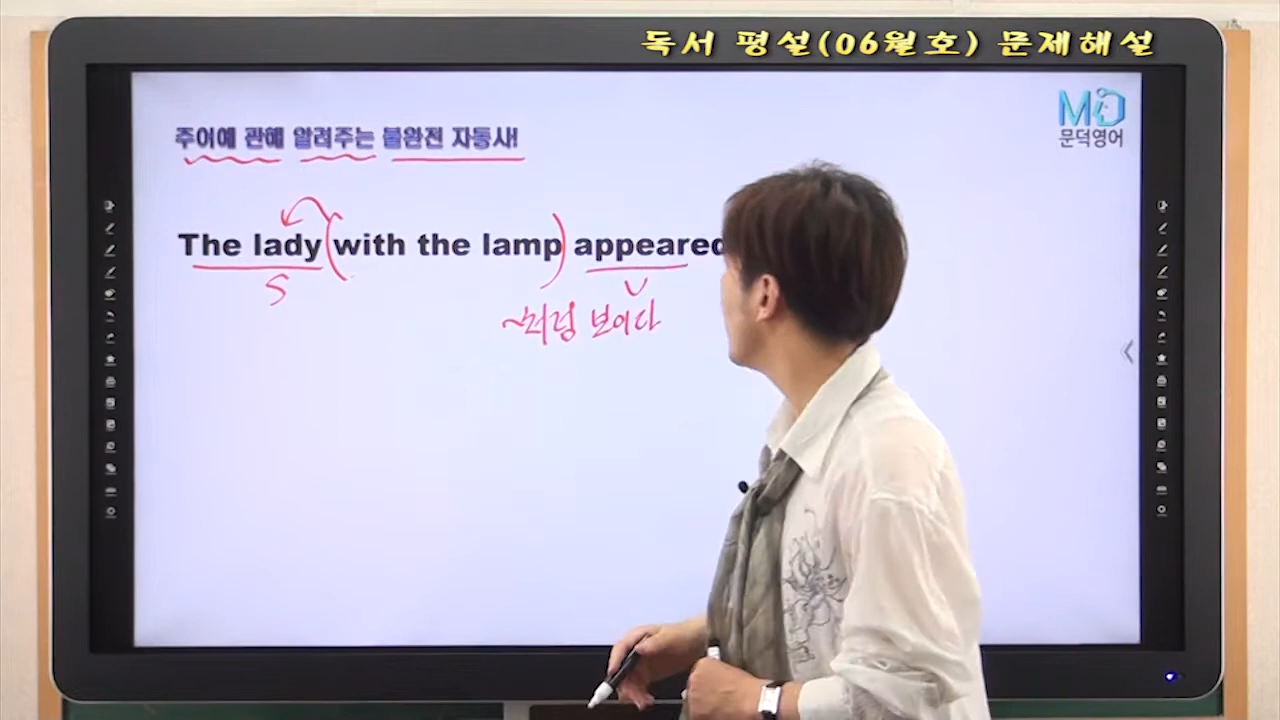 독서 평설(06월호) 문제해설
MD
문덕영어
주어에 관해 알려주는 불완전 자동사!
The lady (with the lamp) appeared
S
V
~처럼 보이다